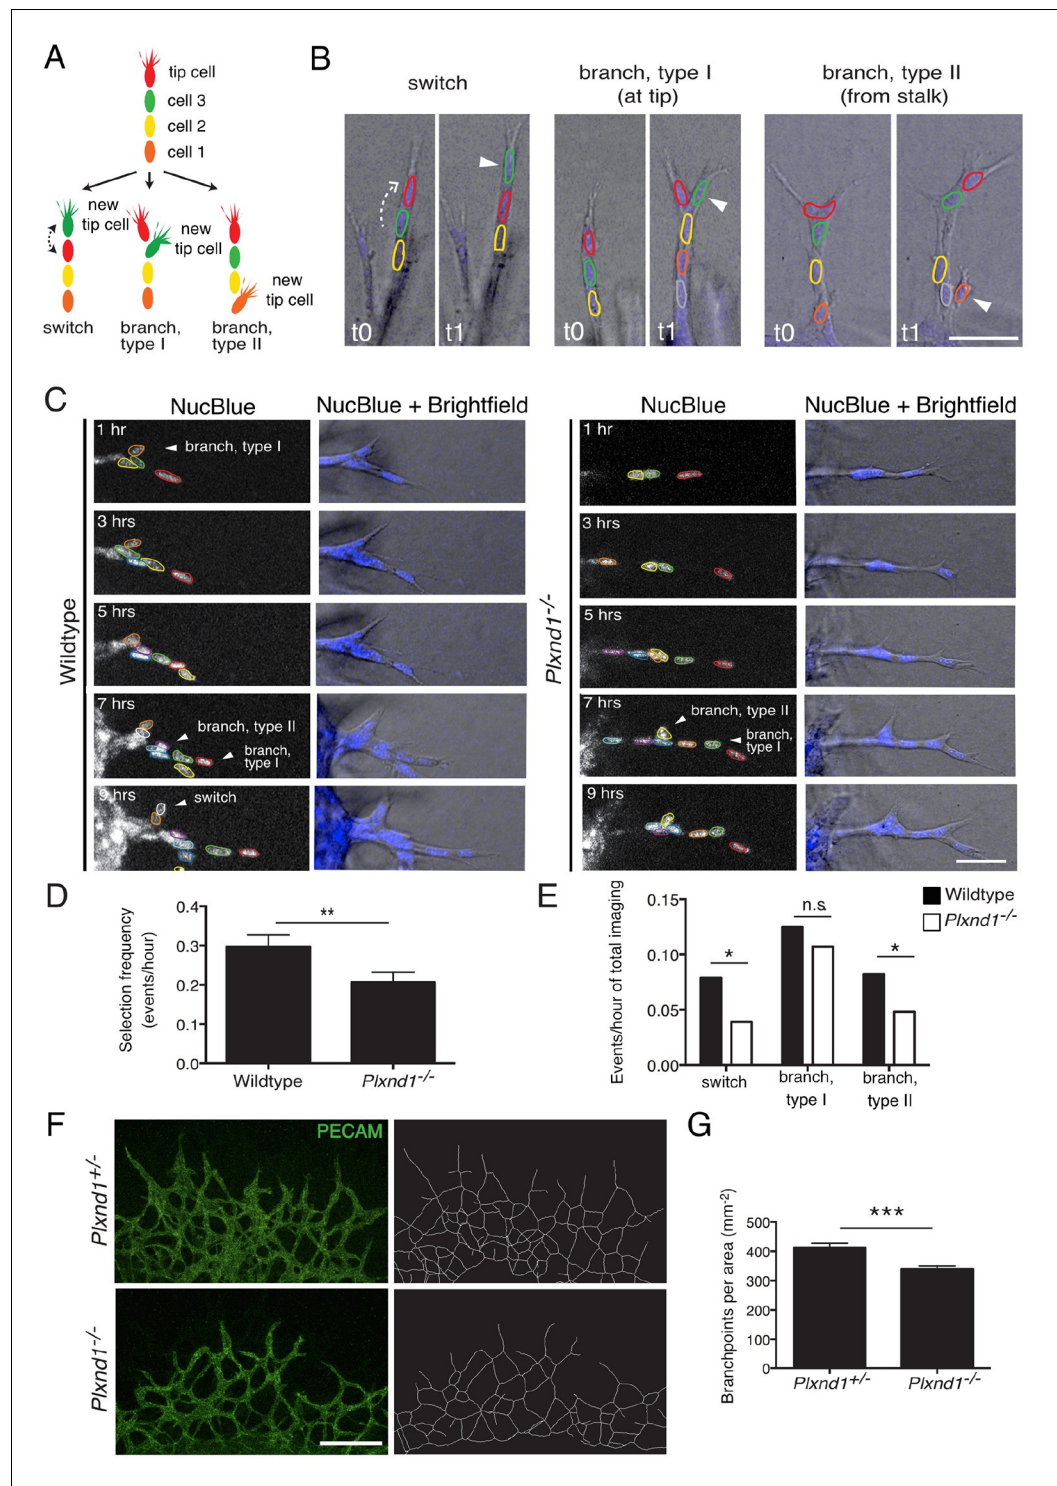 A
tip cell
cell 3
cell 2
cell 1
new
tip cell
new
tip cell
new
tip cell
switch
branch,
type I
branch,
type II
B
switch
branch, type I
(at tip)
branch, type II
(from stalk)
t0
t1
t0
t1
t0
t1
C
NucBlue
NucBlue + Brightfield
NucBlue
NucBlue + Brightfield
Wildtype
1 hr
branch, type I
3 hrs
5 hrs
7 hrs
branch, type II
branch,
type I
9 hrs
switch
Plxnd1-/-
1 hr
3 hrs
5 hrs
7 hrs
branch, type II
branch,
type I
9 hrs
D
Selection frequency
(events/hour)
0.4
0.3
0.2
0.1
0.0
**
Wildtype
Plxnd1-/-
E
Events/hour of total imaging
0.15
0.10
0.05
0.00
*
n.s.
*
switch
branch,
type I
branch,
type II
Wildtype
Plxnd1-/-
F
PECAM
Plxnd1+/-
Plxnd1-/-
G
Branchpoints per area (mm-2)
500
400
300
200
100
0
***
Plxnd1+/-
Plxnd1-/-